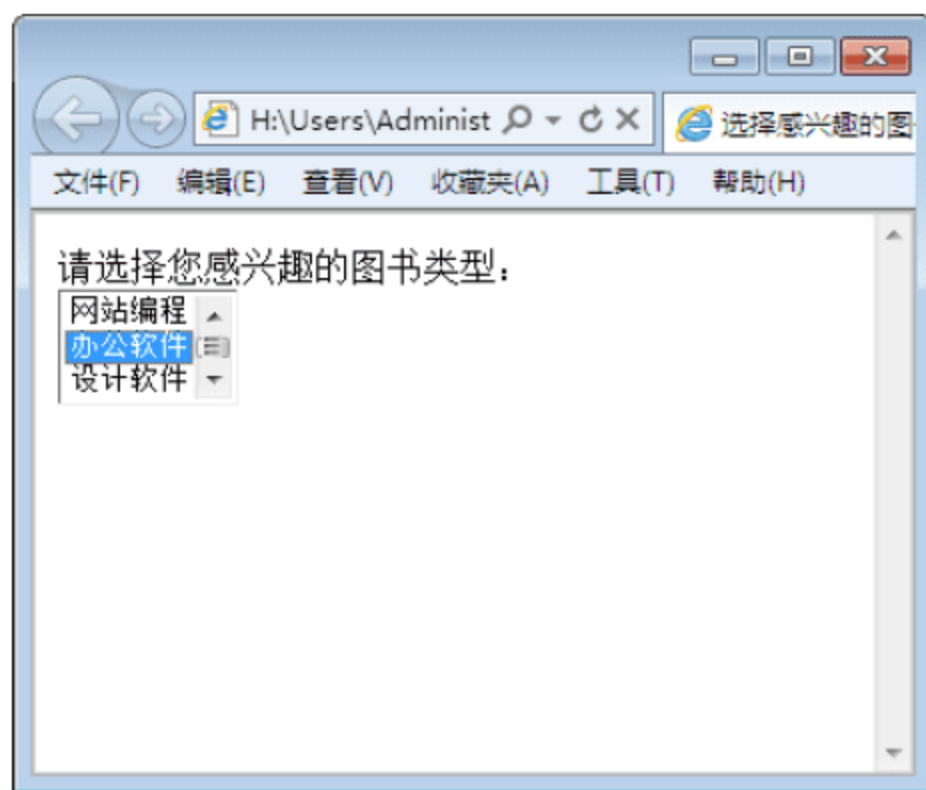 H:\Users\Administ
选择感兴趣的图
文件(F) 编辑(E) 查看(V) 收藏夹(A) 工具(T) 帮助(H)
请选择您感兴趣的图书类型：
网站编程
办公软件
设计软件